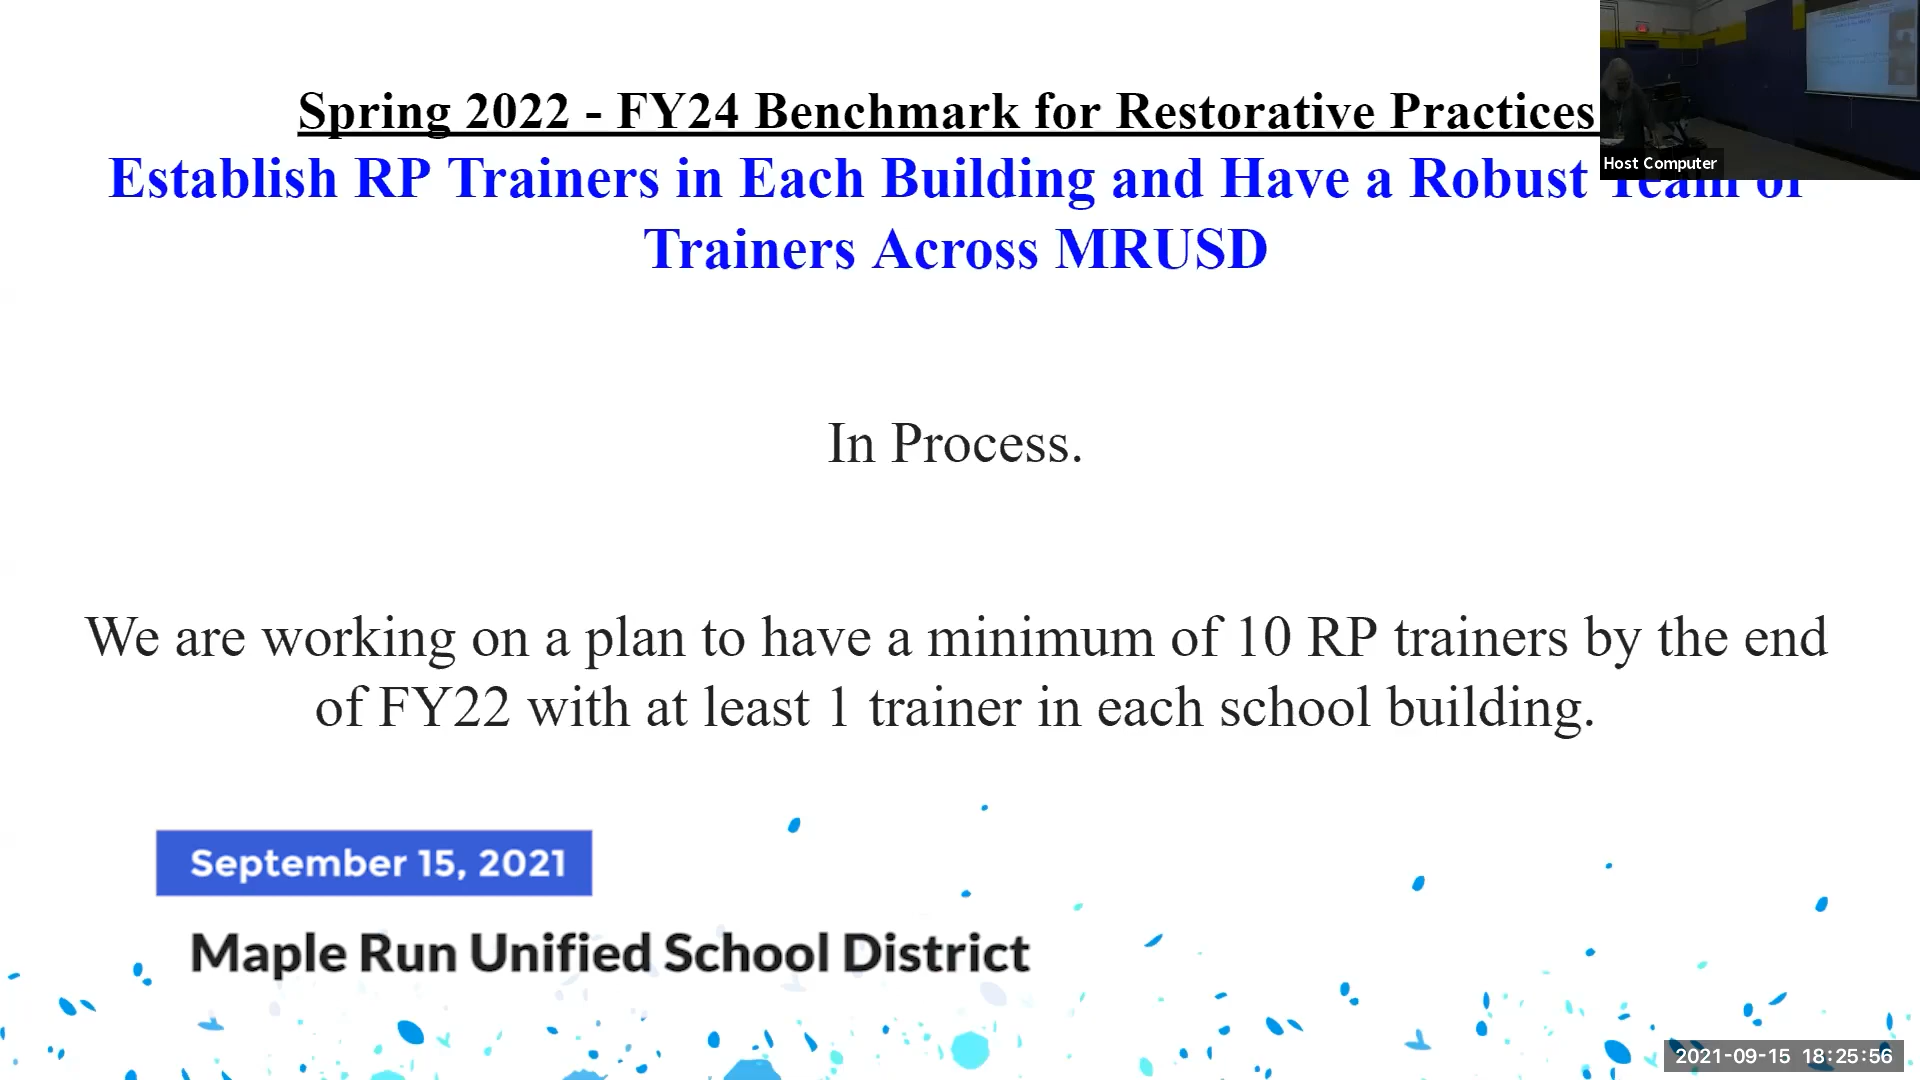 Spring 2022 - FY24 Benchmark for Restorative Practices
Establish RP Trainers in Each Building and Have a Robust Team of
Trainers Across MRUSD
Host Computer
In Process.
We are working on a plan to have a minimum of 10 RP trainers by the end
of FY22 with at least 1 trainer in each school building.
September 15, 2021
Maple Run Unified School District
2021-09-15 18:25:56